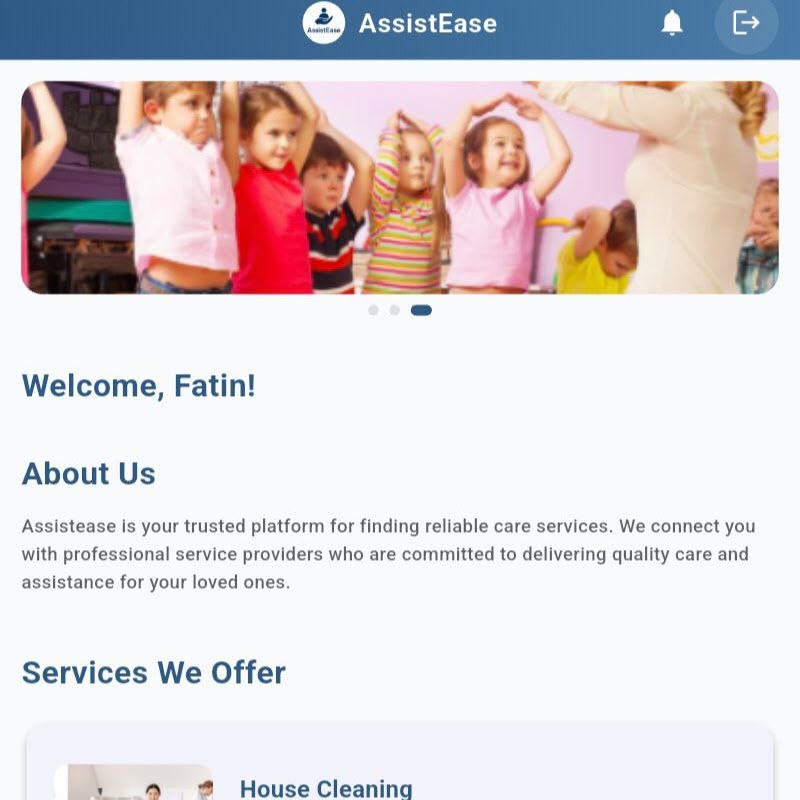 AssistEase
AssistEase
Welcome, Fatin!
About Us
Assistease is your trusted platform for finding reliable care services. We connect you
with professional service providers who are committed to delivering quality care and
assistance for your loved ones.
Services We Offer
House Cleaning